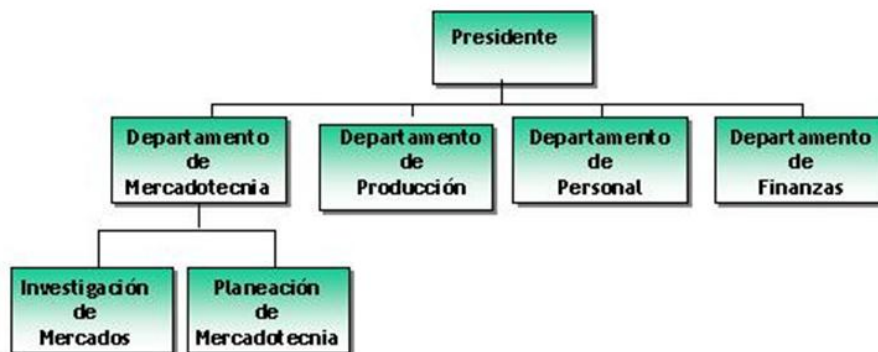 Presidente
Departamento
de
Mercadotecnia
Departamento
de
Producción
Departamento
de
Personal
Departamento
de
Finanzas
Investigación
de
Mercados
Planeación
de
Mercadotecnia